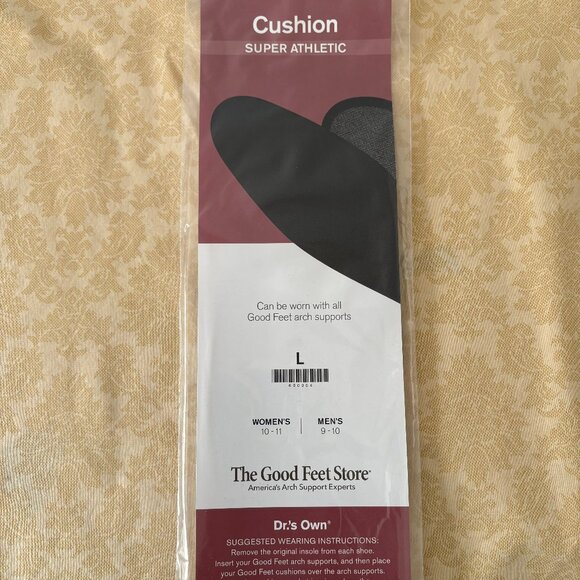 Cushion
SUPER ATHLETIC
Can be worn with all
Good Feet arch supports
L
WOMEN'S
10 - 11
MEN'S
9 - 10
The Good Feet Store
America's Arch Support Experts
Dr.'s Own®
SUGGESTED WEARING INSTRUCTIONS:
Remove the original insole from each shoe.
Insert your Good Feet arch supports, and then place
your Good Feet cushions over the arch supports.